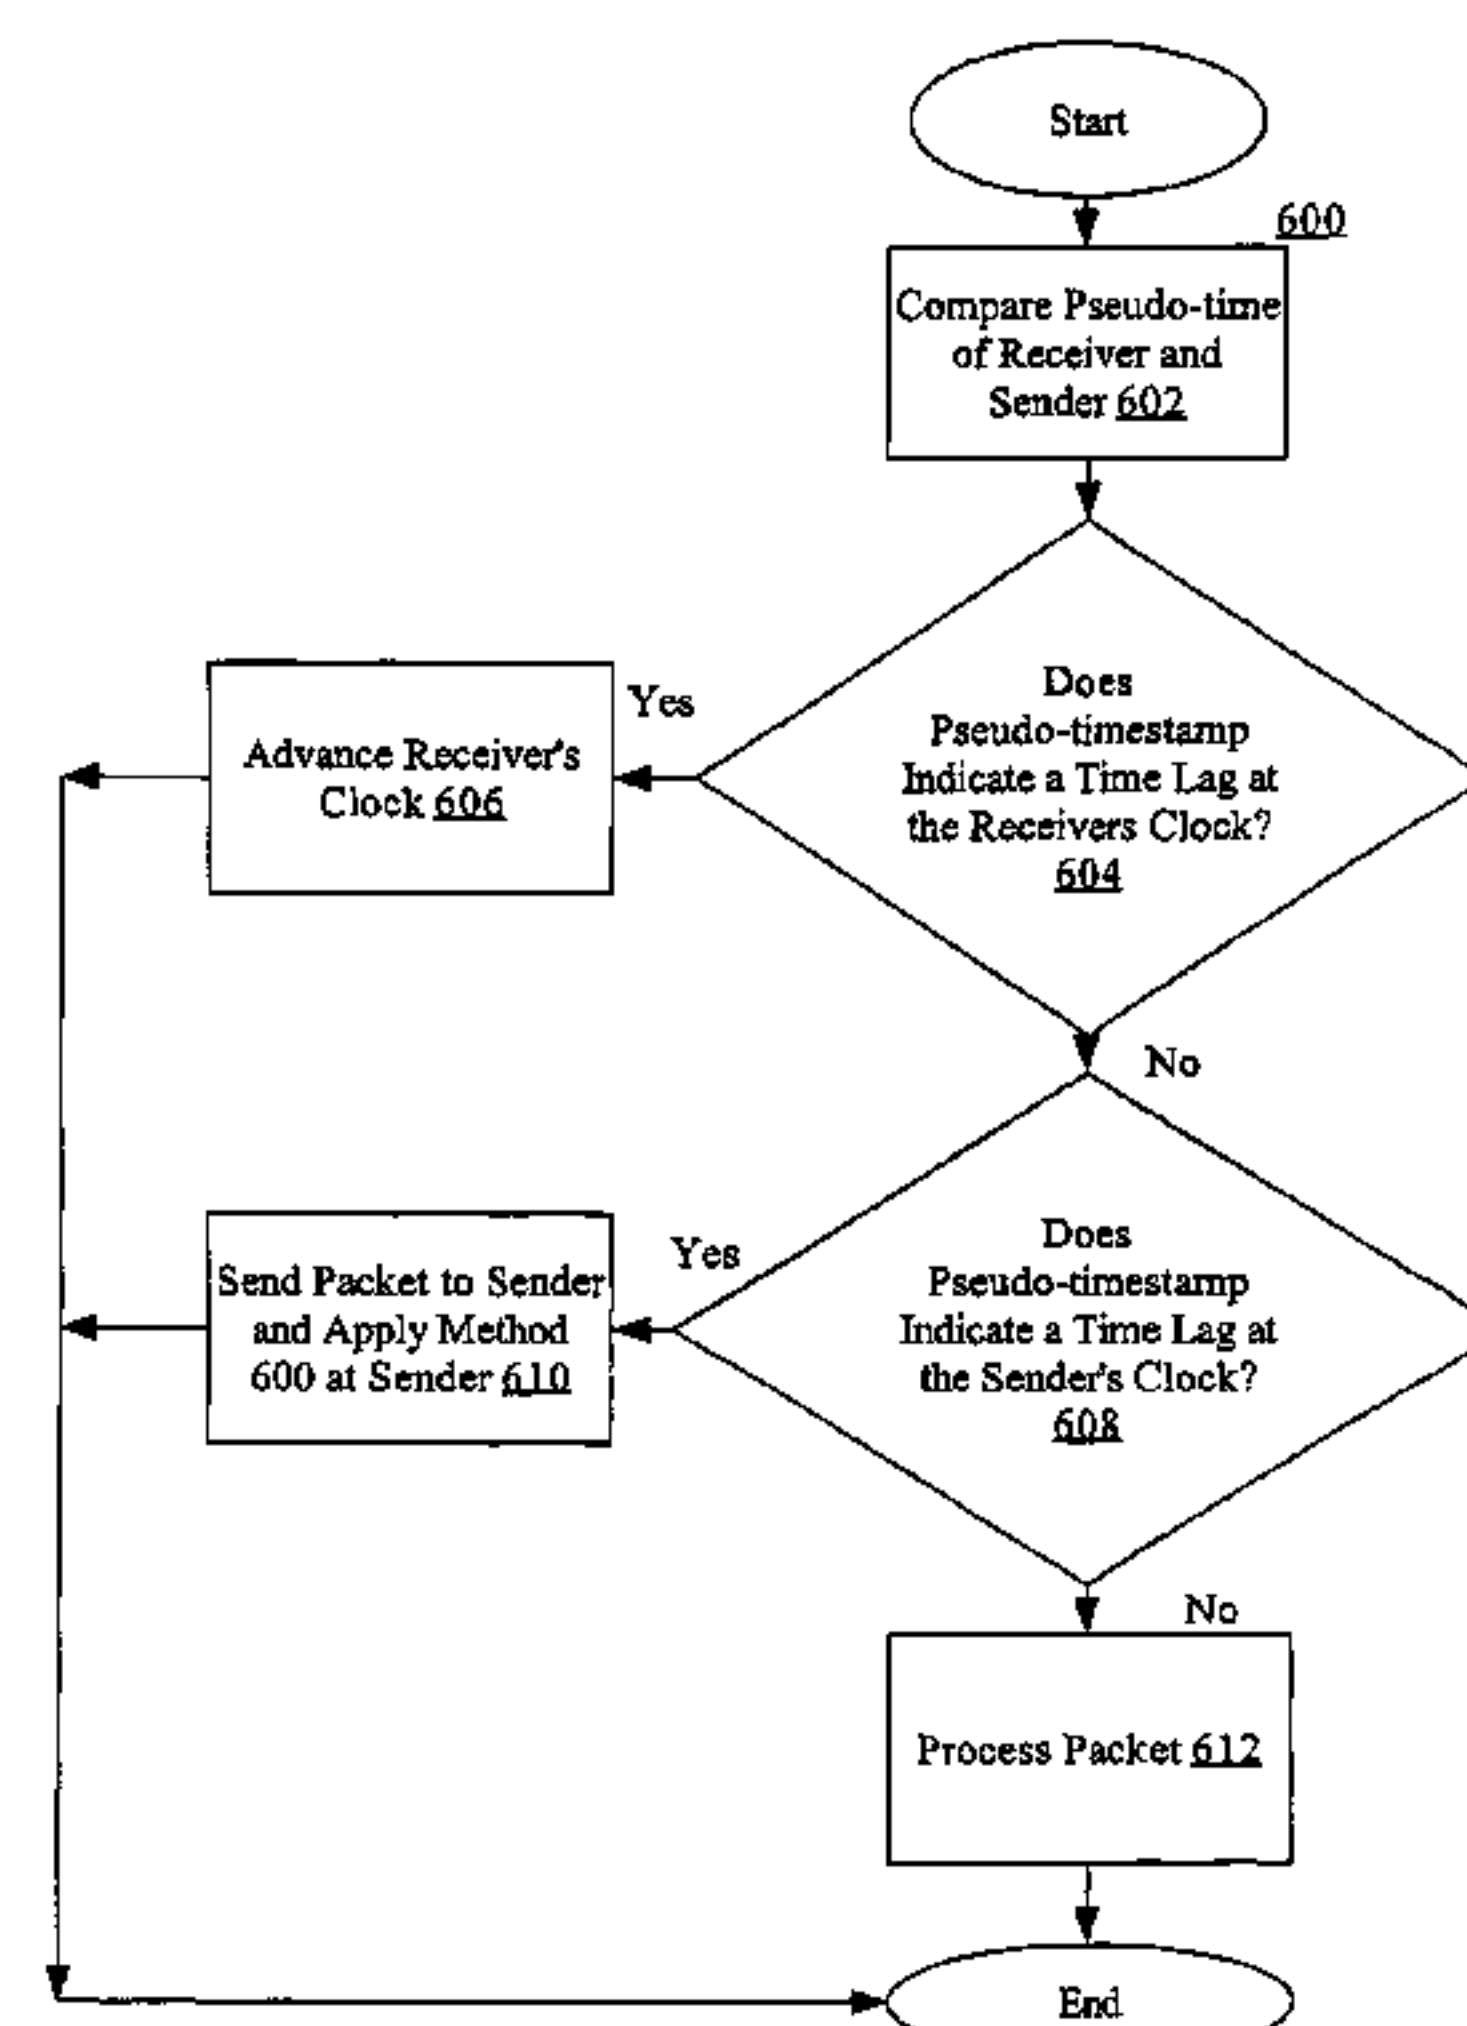 Start
600
Compare Pseudo-time
of Receiver and
Sender 602
Does
Pseudo-timestamp
Indicate a Time Lag at
the Receivers Clock?
604
Yes
Advance Receiver's
Clock 606
No
Does
Pseudo-timestamp
Indicate a Time Lag at
the Sender's Clock?
608
Yes
Send Packet to Sender
and Apply Method
600 at Sender 610
No
Process Packet 612
End